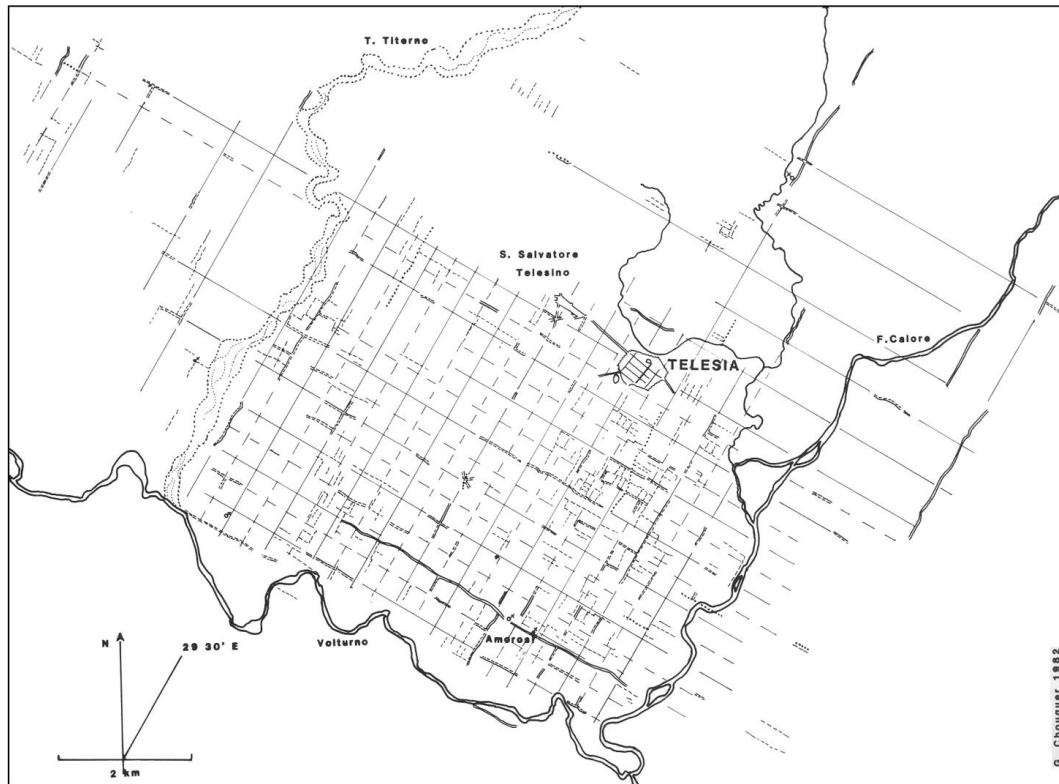 T. Titerno
S. Salvatore
Telesino
TELESIA
F. Calore
Amorosi
Volturno
N
29 30' E
2 km
G. Chouquer 1982